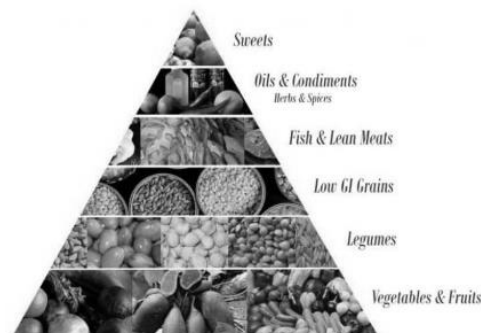 Sweets
Oils & Condiments
Herbs & Spices
Fish & Lean Meats
Low GI Grains
Legumes
Vegetables & Fruits